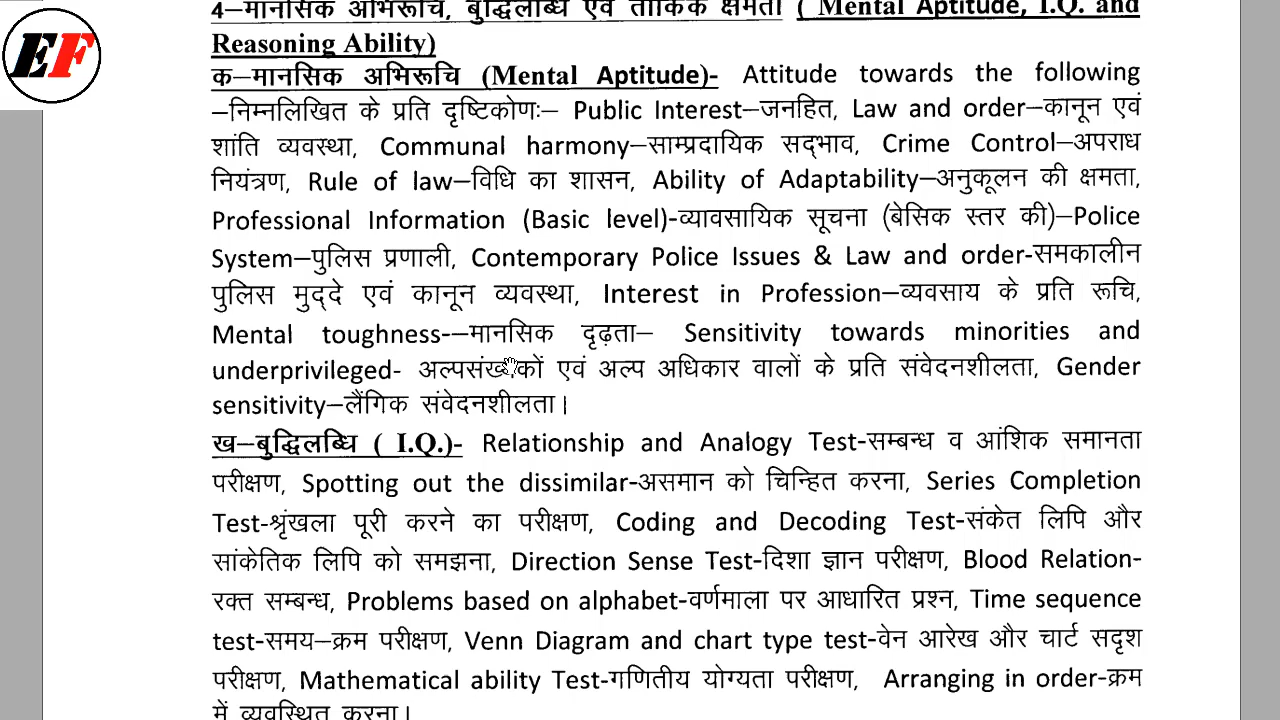 EF
4–मानसिक अभिरूचि, बुद्धिलब्धि एवं तार्किक क्षमता ( Mental Aptitude, I.Q. and
Reasoning Ability)
क–मानसिक अभिरूचि (Mental Aptitude)- Attitude towards the following
–निम्नलिखित के प्रति दृष्टिकोणः– Public Interest–जनहित, Law and order–कानून एवं
शांति व्यवस्था, Communal harmony–साम्प्रदायिक सद्भाव, Crime Control–अपराध
नियंत्रण, Rule of law–विधि का शासन, Ability of Adaptability–अनुकूलन की क्षमता,
Professional Information (Basic level)-व्यावसायिक सूचना (बेसिक स्तर की)–Police
System–पुलिस प्रणाली, Contemporary Police Issues & Law and order-समकालीन
पुलिस मुद्दे एवं कानून व्यवस्था, Interest in Profession–व्यवसाय के प्रति रूचि,
Mental toughness-–मानसिक दृढ़ता– Sensitivity towards minorities and
underprivileged- अल्पसंख्यकों एवं अल्प अधिकार वालों के प्रति संवेदनशीलता, Gender
sensitivity–लैंगिक संवेदनशीलता।
ख–बुद्धिलब्धि ( I.Q.)- Relationship and Analogy Test-सम्बन्ध व आंशिक समानता
परीक्षण, Spotting out the dissimilar-असमान को चिन्हित करना, Series Completion
Test-श्रृंखला पूरी करने का परीक्षण, Coding and Decoding Test-संकेत लिपि और
सांकेतिक लिपि को समझना, Direction Sense Test-दिशा ज्ञान परीक्षण, Blood Relation-
रक्त सम्बन्ध, Problems based on alphabet-वर्णमाला पर आधारित प्रश्न, Time sequence
test-समय–क्रम परीक्षण, Venn Diagram and chart type test-वेन आरेख और चार्ट सदृश
परीक्षण, Mathematical ability Test-गणितीय योग्यता परीक्षण, Arranging in order-क्रम
में व्यवस्थित करना।